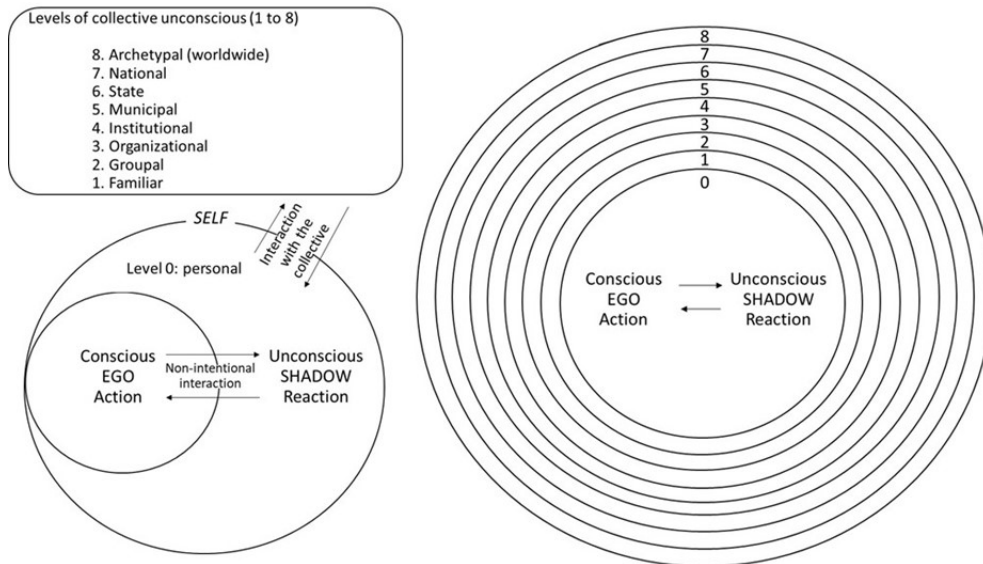 Levels of collective unconscious (1 to 8)
8. Archetypal (worldwide)
7. National
6. State
5. Municipal
4. Institutional
3. Organizational
2. Groupal
1. Familiar
SELF
Interaction
with the
collective
Level 0: personal
Conscious
EGO
Action
Non-intentional
interaction
Unconscious
SHADOW
Reaction
8
7
6
5
4
3
2
1
0
Conscious
EGO
Action
Unconscious
SHADOW
Reaction